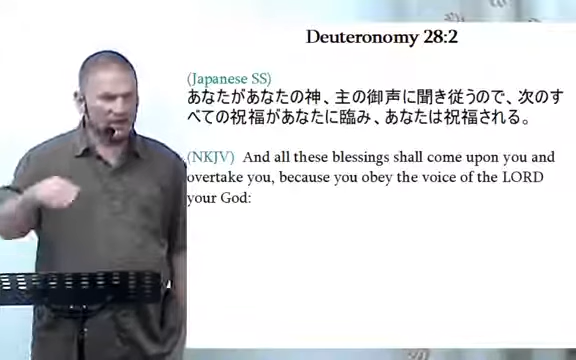 Deuteronomy 28:2
(Japanese SS)
あなたがあなたの神、主の御声に聞き従うので、次のす
べての祝福があなたに臨み、あなたは祝福される。
(NKJV) And all these blessings shall come upon you and
overtake you, because you obey the voice of the LORD
your God: